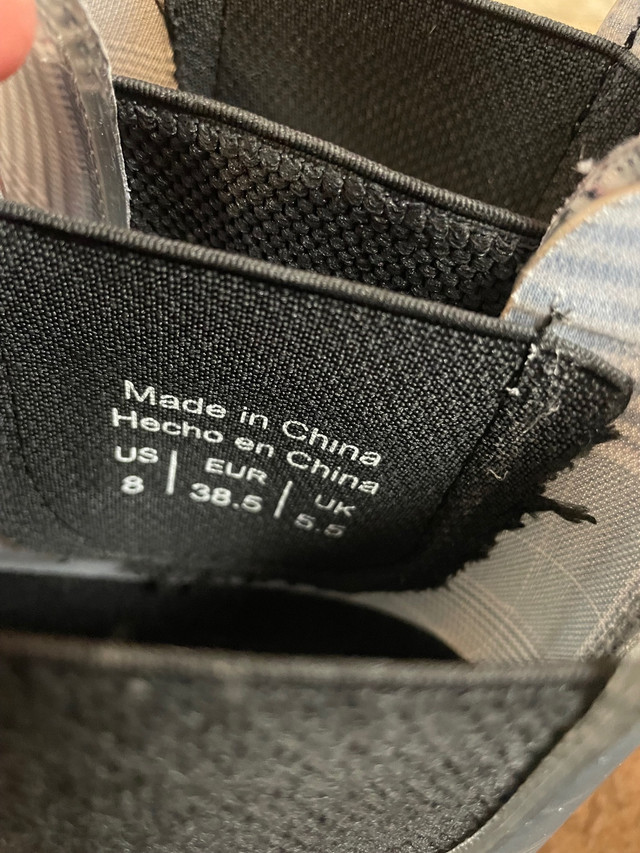 Made in China
Hecho en China
US | EUR | UK
8 | 38.5 | 5.5